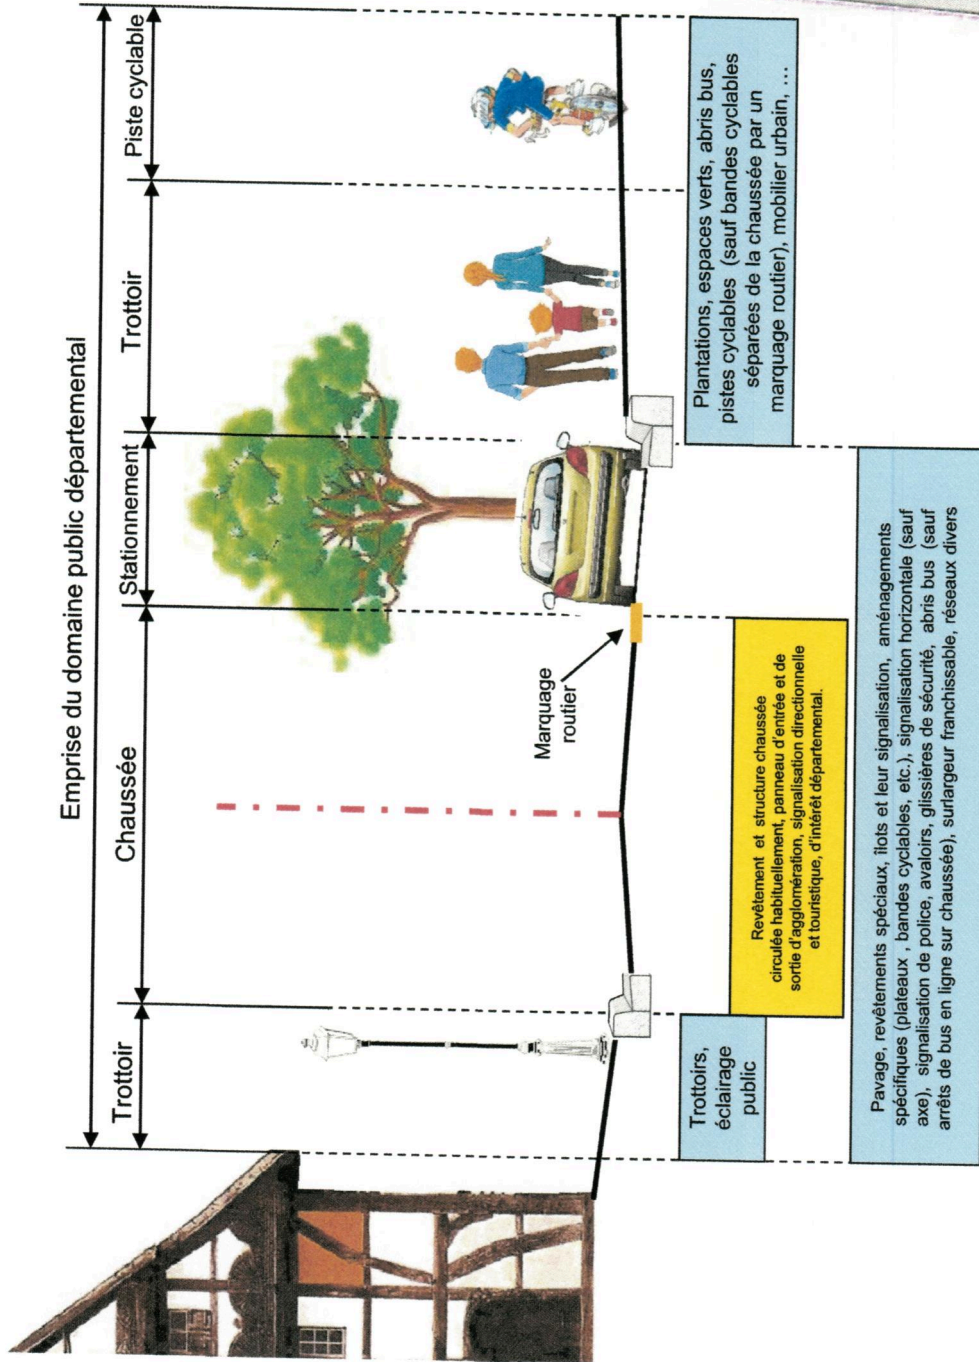 Emprise du domaine public départemental
Trottoir
Chaussée
Stationnement
Trottoir
Piste cyclable
Marquage
routier
Trottoirs,
éclairage
public
Revêtement et structure chaussée
circulée habituellement, panneau d'entrée et de
sortie d'agglomération, signalisation directionnelle
et touristique, d'intérêt départemental.
Plantations, espaces verts, abris bus,
pistes cyclables (sauf bandes cyclables
séparées de la chaussée par un
marquage routier), mobilier urbain, ...
Pavage, revêtements spéciaux, îlots et leur signalisation, aménagements
spécifiques (plateaux , bandes cyclables, etc.), signalisation horizontale (sauf
axe), signalisation de police, avaloirs, glissières de sécurité, abris bus (sauf
arrêts de bus en ligne sur chaussée), surlargeur franchissable, réseaux divers